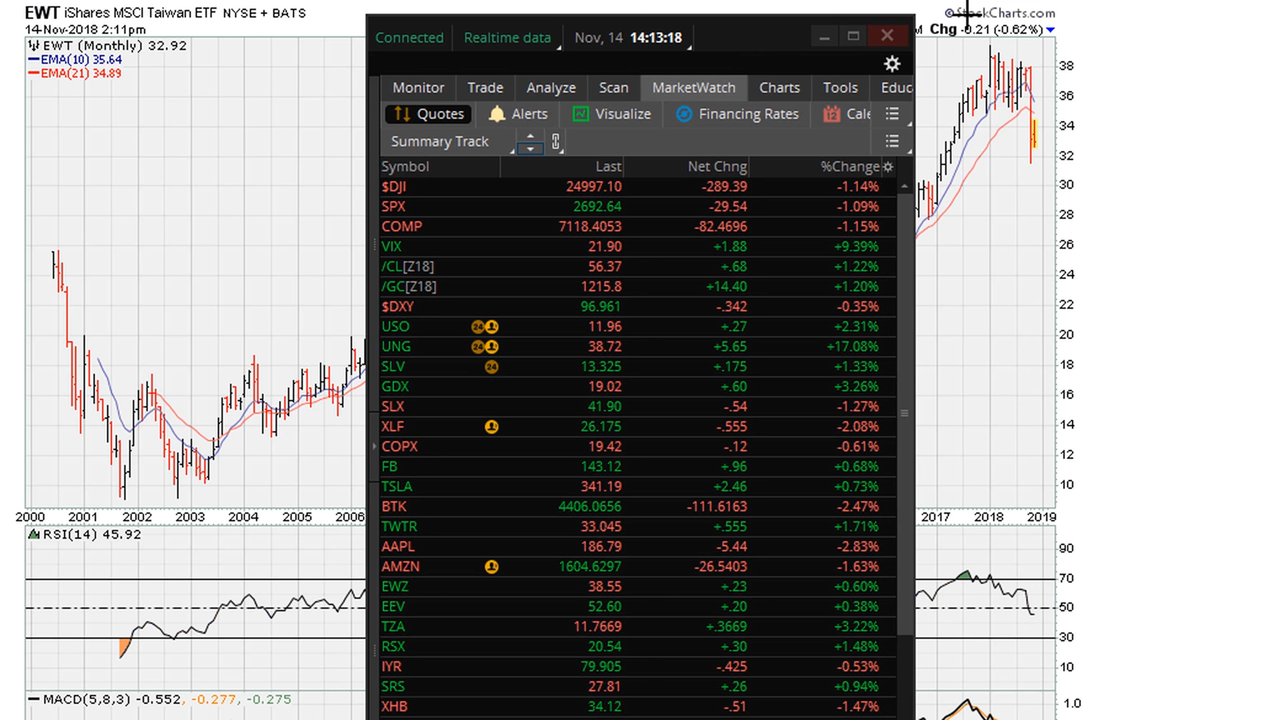 EWT iShares MSCI Taiwan ETF NYSE + BATS
14-Nov-2018 2:11pm
EWT (Monthly) 32.92
EMA(10) 35.64
EMA(21) 34.89
2000 2001 2002 2003 2004 2005 2006
RSI(14) 45.92
MACD(5,8,3) -0.552, -0.277, -0.275
Connected Realtime data Nov, 14 14:13:18
Monitor Trade Analyze Scan MarketWatch Charts Tools Educ
Quotes Alerts Visualize Financing Rates Cale
Summary Track
Symbol Last Net Chng %Change
$DJI 24997.10 -289.39 -1.14%
SPX 2692.64 -29.54 -1.09%
COMP 7118.4053 -82.4696 -1.15%
VIX 21.90 +1.88 +9.39%
/CL[Z18] 56.37 +.68 +1.22%
/GC[Z18] 1215.8 +14.40 +1.20%
$DXY 96.961 -.342 -0.35%
USO 24 11.96 +.27 +2.31%
UNG 24 38.72 +5.65 +17.08%
SLV 24 13.325 +.175 +1.33%
GDX 19.02 +.60 +3.26%
SLX 41.90 -.54 -1.27%
XLF 26.175 -.555 -2.08%
COPX 19.42 -.12 -0.61%
FB 143.12 +.96 +0.68%
TSLA 341.19 +2.46 +0.73%
BTK 4406.0656 -111.6163 -2.47%
TWTR 33.045 +.555 +1.71%
AAPL 186.79 -5.44 -2.83%
AMZN 1604.6297 -26.5403 -1.63%
EWZ 38.55 +.23 +0.60%
EEV 52.60 +.20 +0.38%
TZA 11.7669 +.3669 +3.22%
RSX 20.54 +.30 +1.48%
IYR 79.905 -.425 -0.53%
SRS 27.81 +.26 +0.94%
XHB 34.12 -.51 -1.47%
©StockCharts.com
M Chg -0.21 (-0.62%)
38
36
34
32
30
28
26
24
22
20
18
16
14
12
10
2017 2018 2019
90
70
50
30
10
1.0